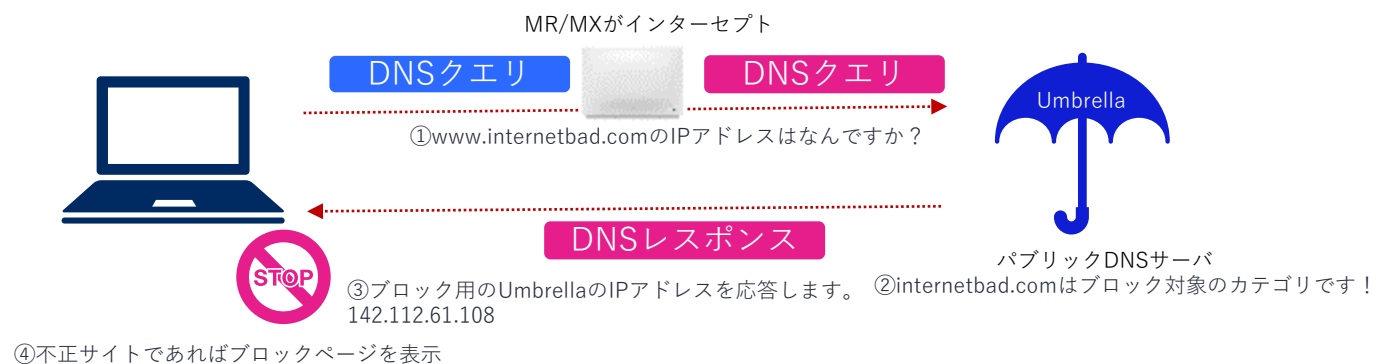 MR/MXがインターセプト
DNSクエリ
DNSクエリ
Umbrella
①www.internetbad.comのIPアドレスはなんですか？
DNSレスポンス
パブリックDNSサーバ
②internetbad.comはブロック対象のカテゴリです！
STOP
③ブロック用のUmbrellaのIPアドレスを応答します。
142.112.61.108
④不正サイトであればブロックページを表示